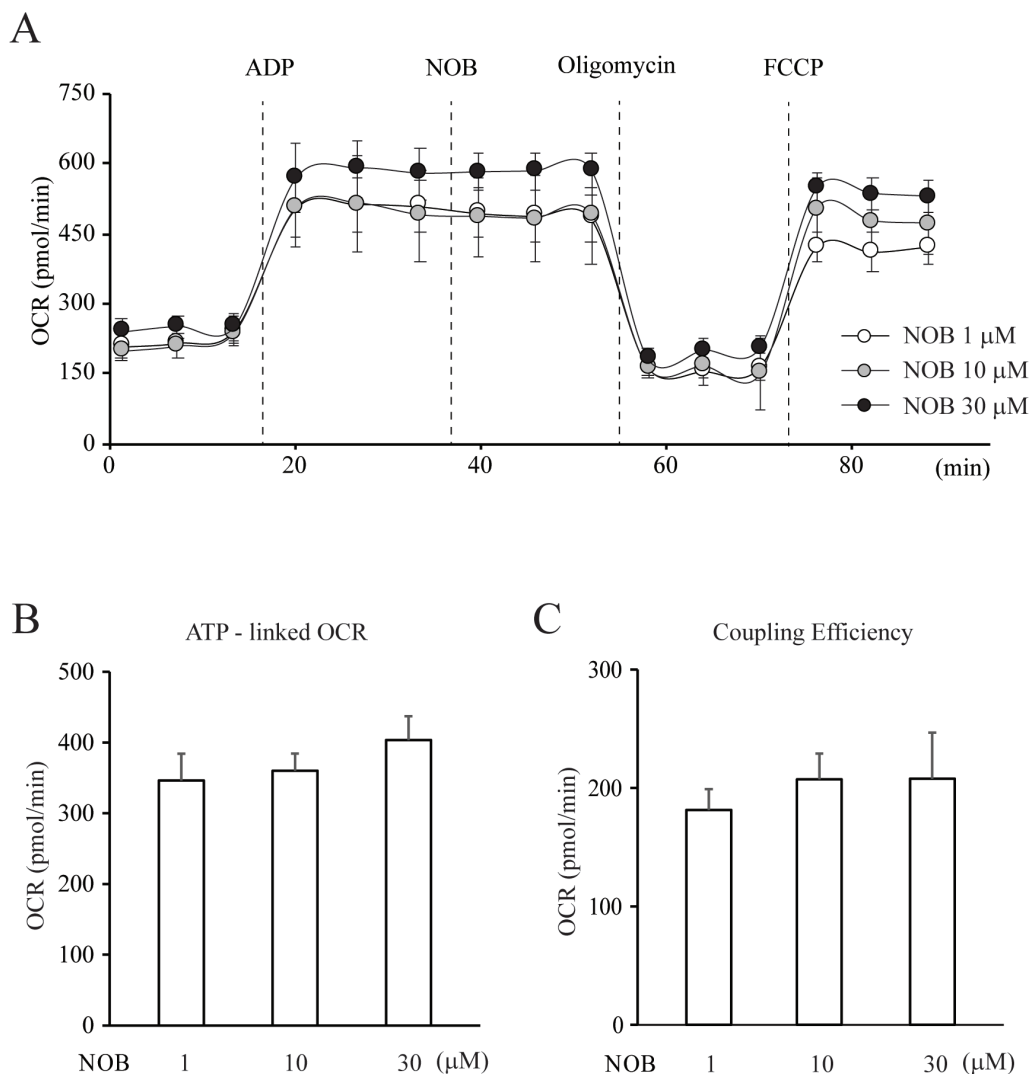 A
ADP NOB Oligomycin FCCP
OCR (pmol/min)
750
600
450
300
150
0
0 20 40 60 80 (min)
NOB 1 μM
NOB 10 μM
NOB 30 μM
B
ATP - linked OCR
OCR (pmol/min)
500
400
300
200
100
0
NOB 1 10 30 (μM)
C
Coupling Efficiency
OCR (pmol/min)
300
200
100
0
NOB 1 10 30 (μM)